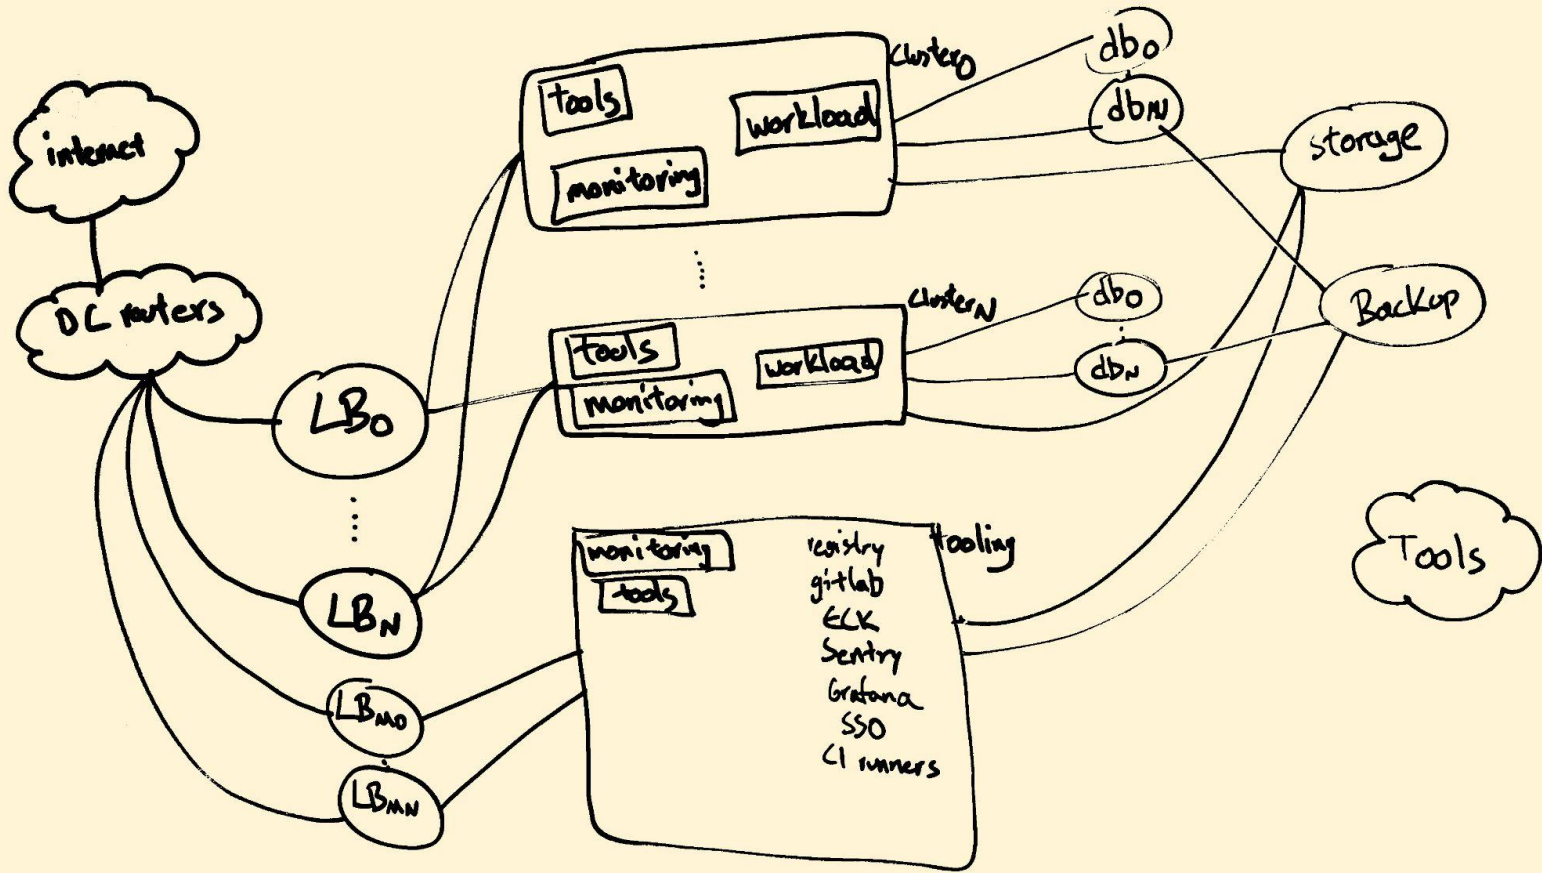 internet
DC routers
LB0
LBN
LBM0
LBMN
cluster0
tools
workload
monitoring
db0
dbN
storage
Backup
clusterN
tools
workload
monitoring
db0
dbN
tooling
monitoring
tools
registry
gitlab
ECK
Sentry
Grafana
SSO
CI runners
Tools